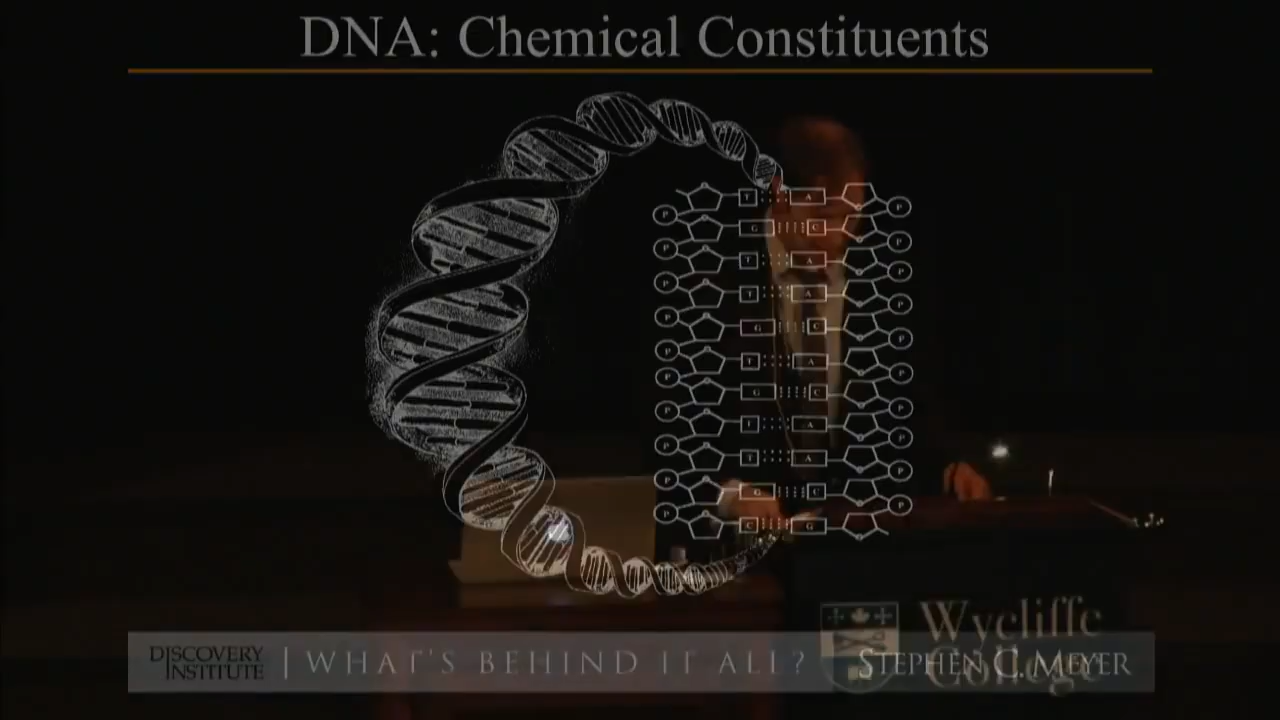 DNA: Chemical Constituents
T A
P P
G C
P P
T A
P P
T A
P P
G C
P P
T A
P P
G C
P P
T A
P P
T A
P P
G C
P P
C G
DISCOVERY
INSTITUTE
WHAT'S BEHIND IT ALL?
STEPHEN C. MEYER
Wycliffe
College